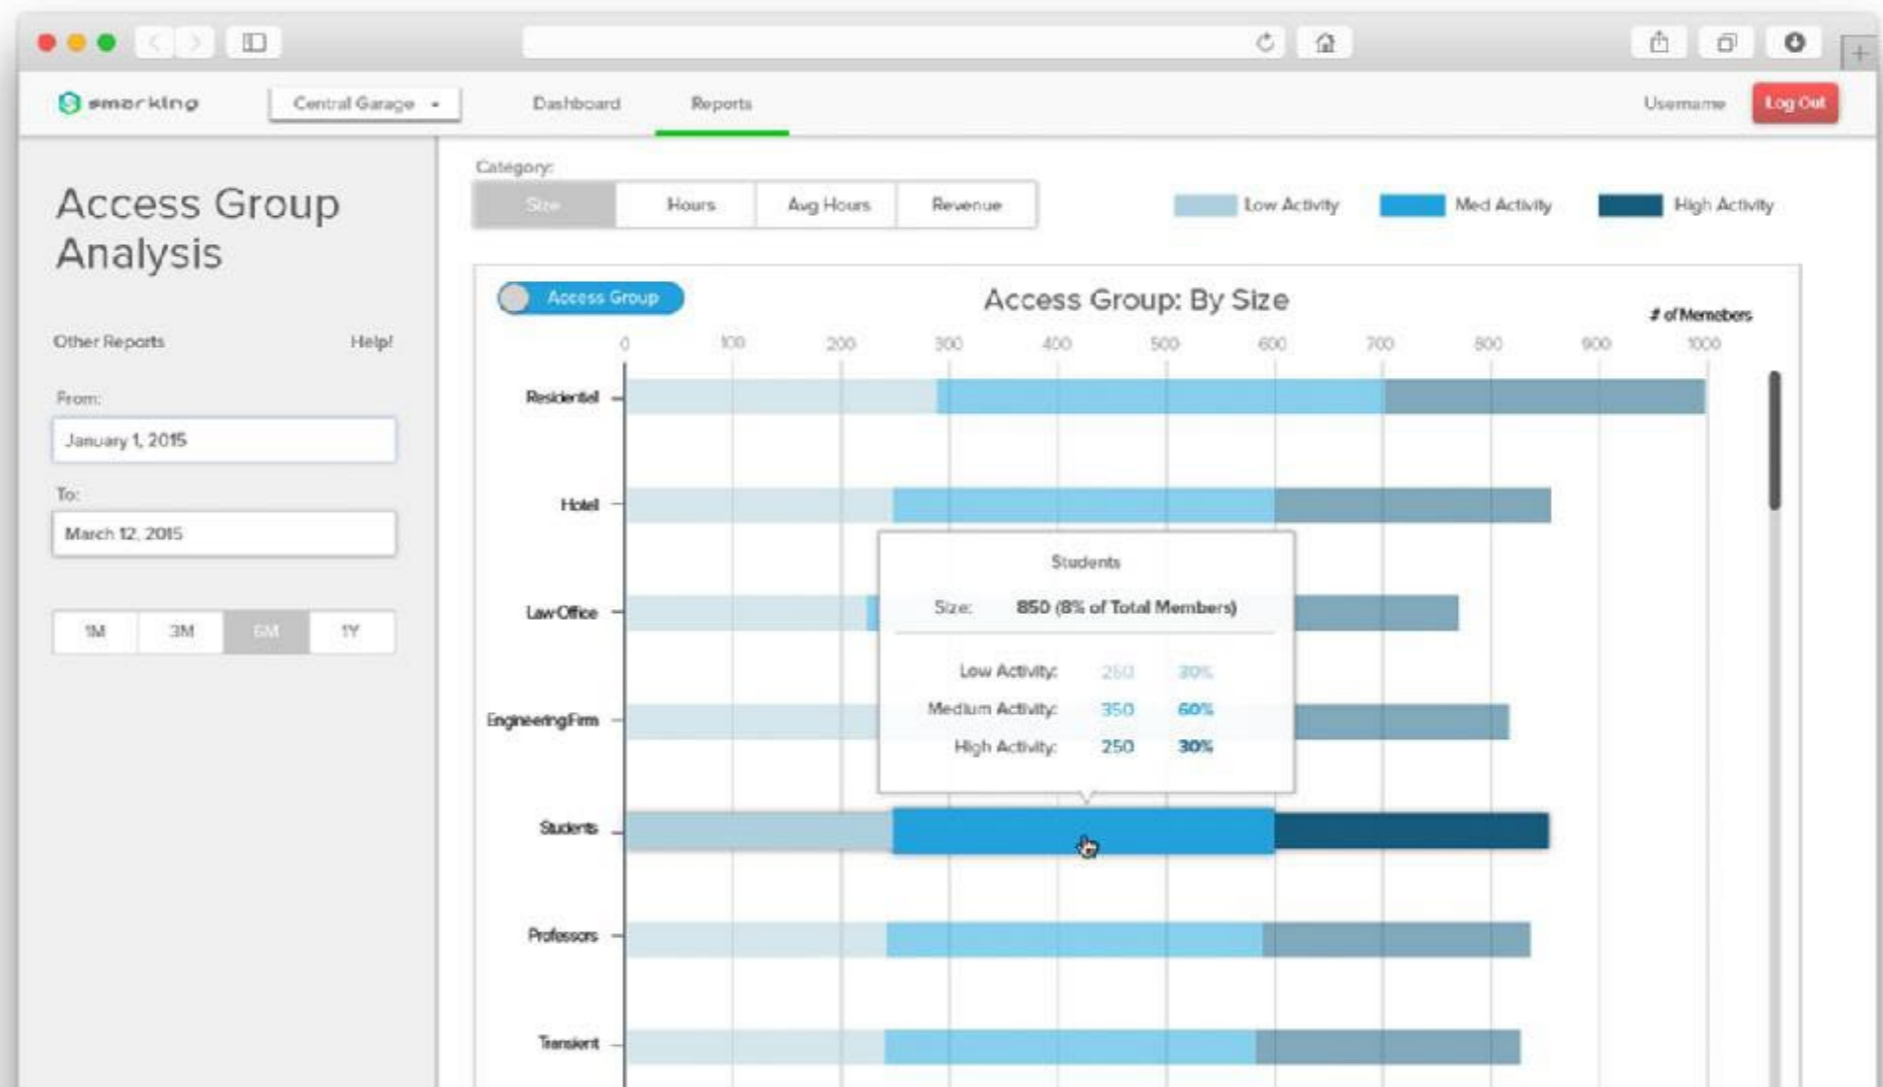 smarking
Central Garage
Dashboard
Reports
Username
Log Out
Access Group
Analysis
Other Reports
Help!
From:
January 1, 2015
To:
March 12, 2015
1M 3M 6M 1Y
Category:
Size Hours Avg Hours Revenue
Low Activity Med Activity High Activity
Access Group
Access Group: By Size
# of Memebers
0 100 200 300 400 500 600 700 800 900 1000
Residential
Hotel
Law Office
Engineering Firm
Students
Professors
Transient
Students
Size: 850 (8% of Total Members)
Low Activity: 250 30%
Medium Activity: 350 60%
High Activity: 250 30%